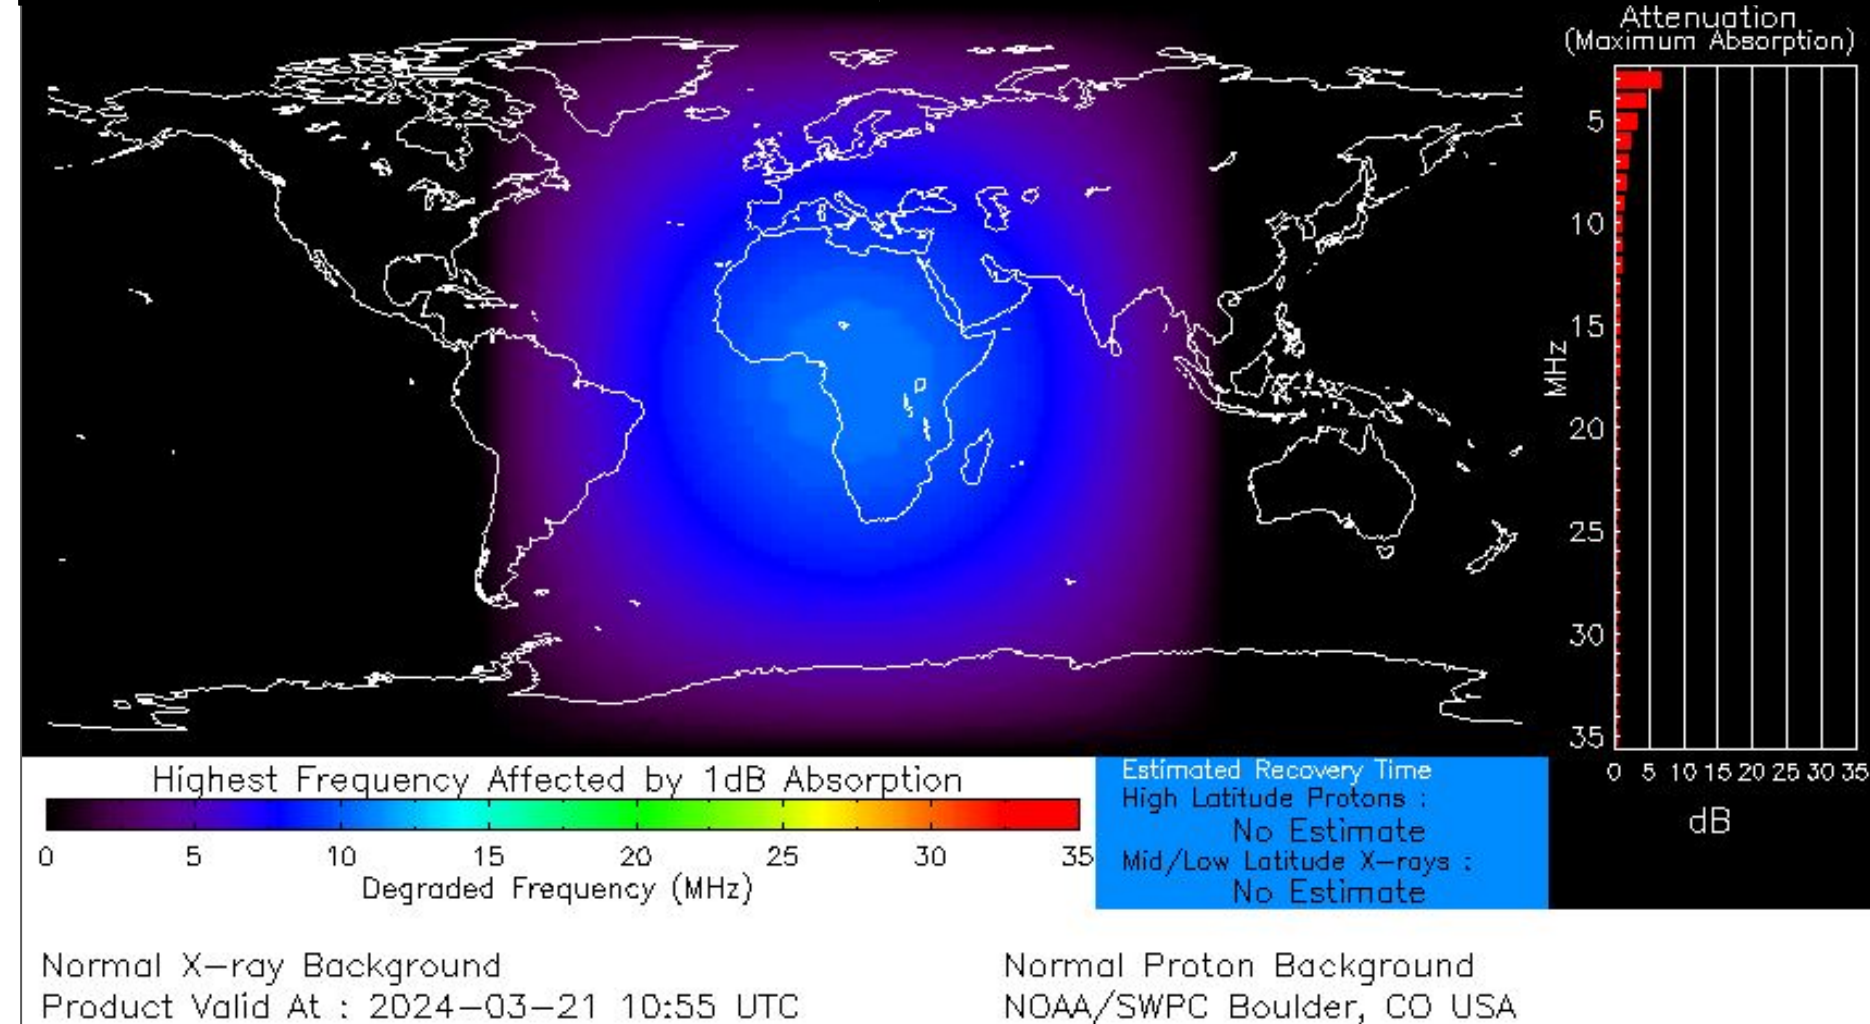 Attenuation
(Maximum Absorption)
5
10
15
20
25
30
35
MHz
0 5 10 15 20 25 30 35
dB
Highest Frequency Affected by 1dB Absorption
0 5 10 15 20 25 30 35
Degraded Frequency (MHz)
Estimated Recovery Time
High Latitude Protons :
No Estimate
Mid/Low Latitude X-rays :
No Estimate
Normal X-ray Background
Product Valid At : 2024-03-21 10:55 UTC
Normal Proton Background
NOAA/SWPC Boulder, CO USA